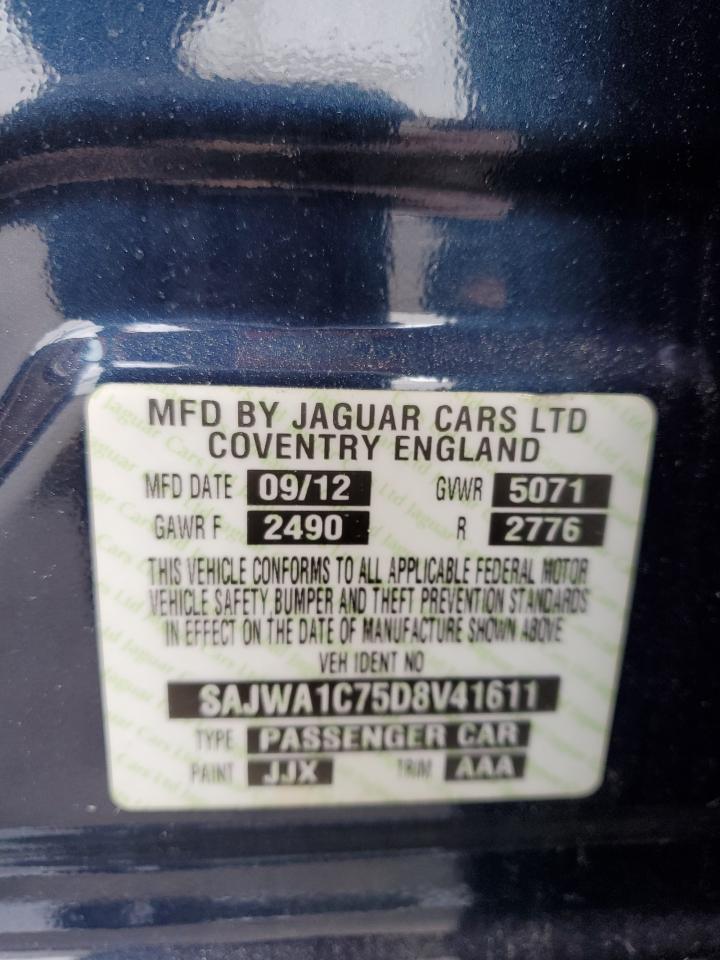 MFD BY JAGUAR CARS LTD
COVENTRY ENGLAND
MFD DATE 09/12 GVWR 5071
GAWR F 2490 R 2776
THIS VEHICLE CONFORMS TO ALL APPLICABLE FEDERAL MOTOR
VEHICLE SAFETY, BUMPER AND THEFT PREVENTION STANDARDS
IN EFFECT ON THE DATE OF MANUFACTURE SHOWN ABOVE
VEH IDENT NO
SAJWA1C75D8V41611
TYPE PASSENGER CAR
PAINT JJX TRIM AAA